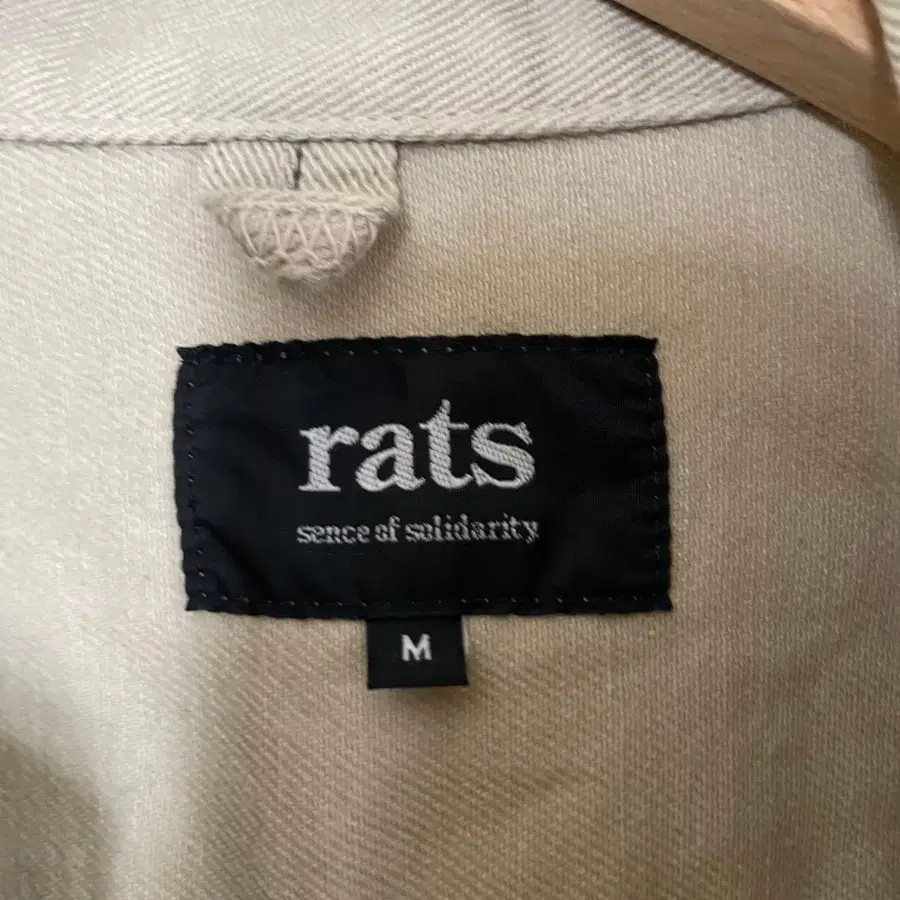 rats
sence of solidarity
M